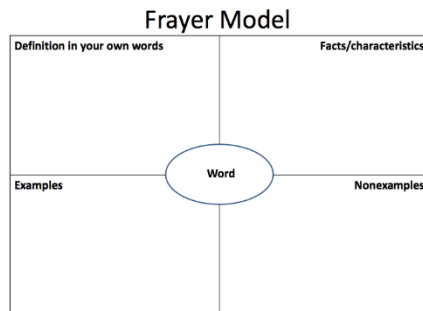 Frayer Model
Definition in your own words
Facts/characteristics
Word
Examples
Nonexamples